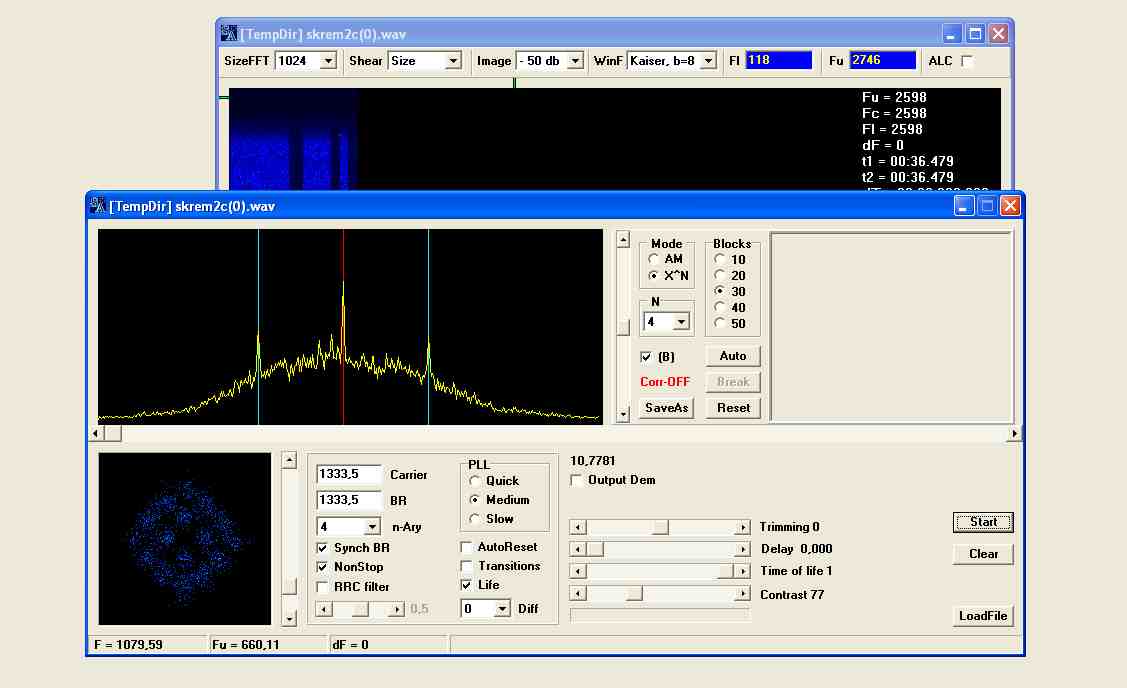 [TempDir] skrem2c(0).wav
SizeFFT 1024 Shear Size Image - 50 db WinF Kaiser, b=8 Fl 118 Fu 2746 ALC
Fu = 2598
Fc = 2598
Fl = 2598
dF = 0
t1 = 00:36.479
t2 = 00:36.479
[TempDir] skrem2c(0).wav
Mode Blocks
AM 10
X^N 20
30
N 40
4 50
(B) Auto
Corr-OFF Break
SaveAs Reset
10,7781
1333,5 Carrier PLL Output Dem
Quick
1333,5 BR Medium
4 n-Ary Slow Trimming 0 Start
Synch BR AutoReset Delay 0,000 Clear
NonStop Transitions Time of life 1
RRC filter Life Contrast 77
0,5 0 Diff LoadFile
F = 1079,59 Fu = 660,11 dF = 0